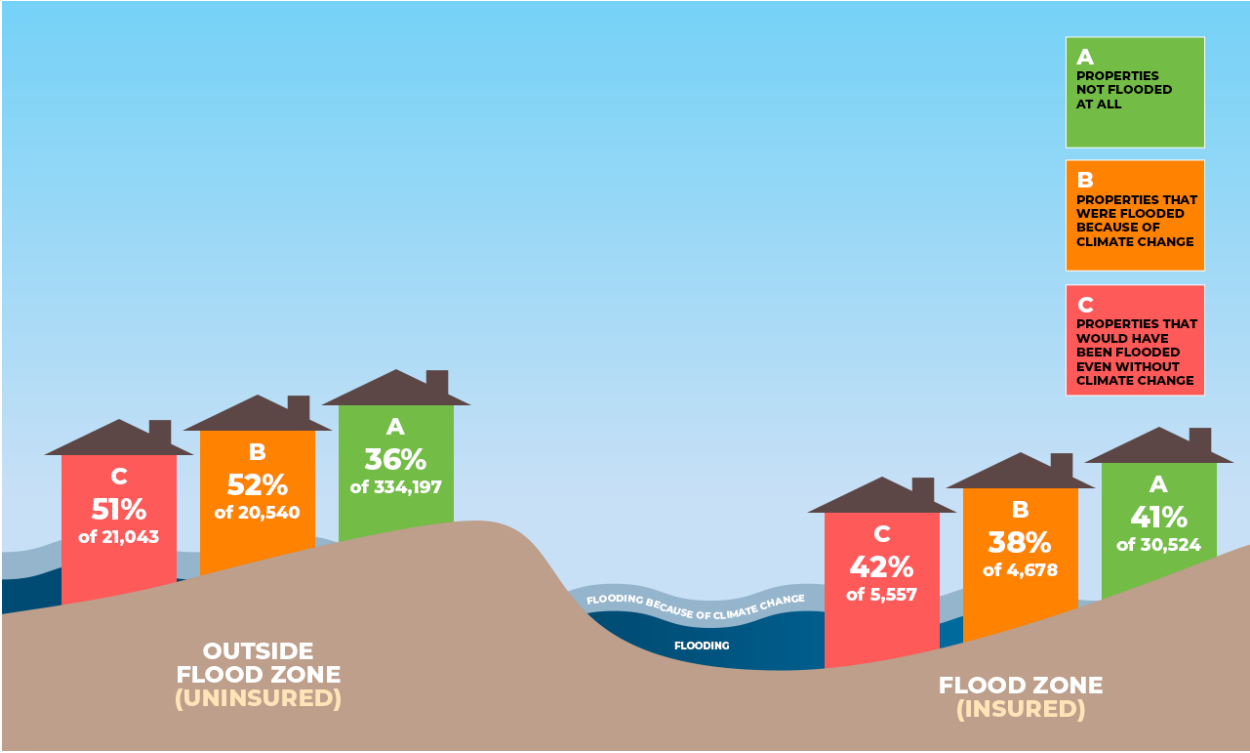 A
PROPERTIES
NOT FLOODED
AT ALL
B
PROPERTIES THAT
WERE FLOODED
BECAUSE OF
CLIMATE CHANGE
C
PROPERTIES THAT
WOULD HAVE
BEEN FLOODED
EVEN WITHOUT
CLIMATE CHANGE
C
51%
of 21,043
B
52%
of 20,540
A
36%
of 334,197
C
42%
of 5,557
B
38%
of 4,678
A
41%
of 30,524
FLOODING BECAUSE OF CLIMATE CHANGE
FLOODING
OUTSIDE
FLOOD ZONE
(UNINSURED)
FLOOD ZONE
(INSURED)